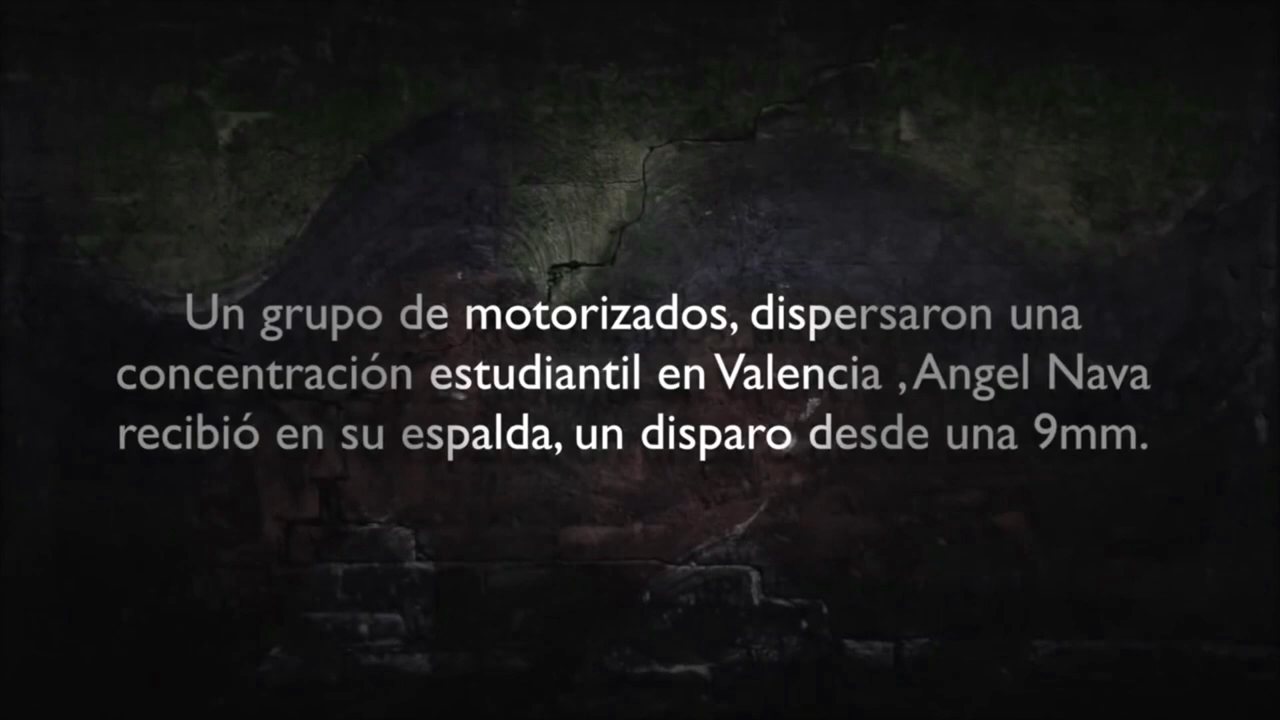 Un grupo de motorizados, dispersaron una
concentración estudiantil en Valencia , Angel Nava
recibió en su espalda, un disparo desde una 9mm.